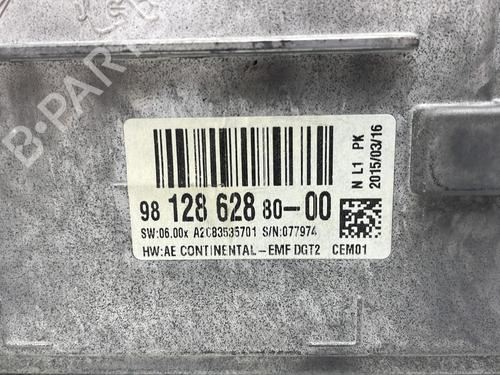 B-PARTS
98 128 628 80-00
SW:06.00x A2C83535701 S/N:077974
HW:AE CONTINENTAL-EMF DGT2 CEM01
N L1 PK
2015/03/16